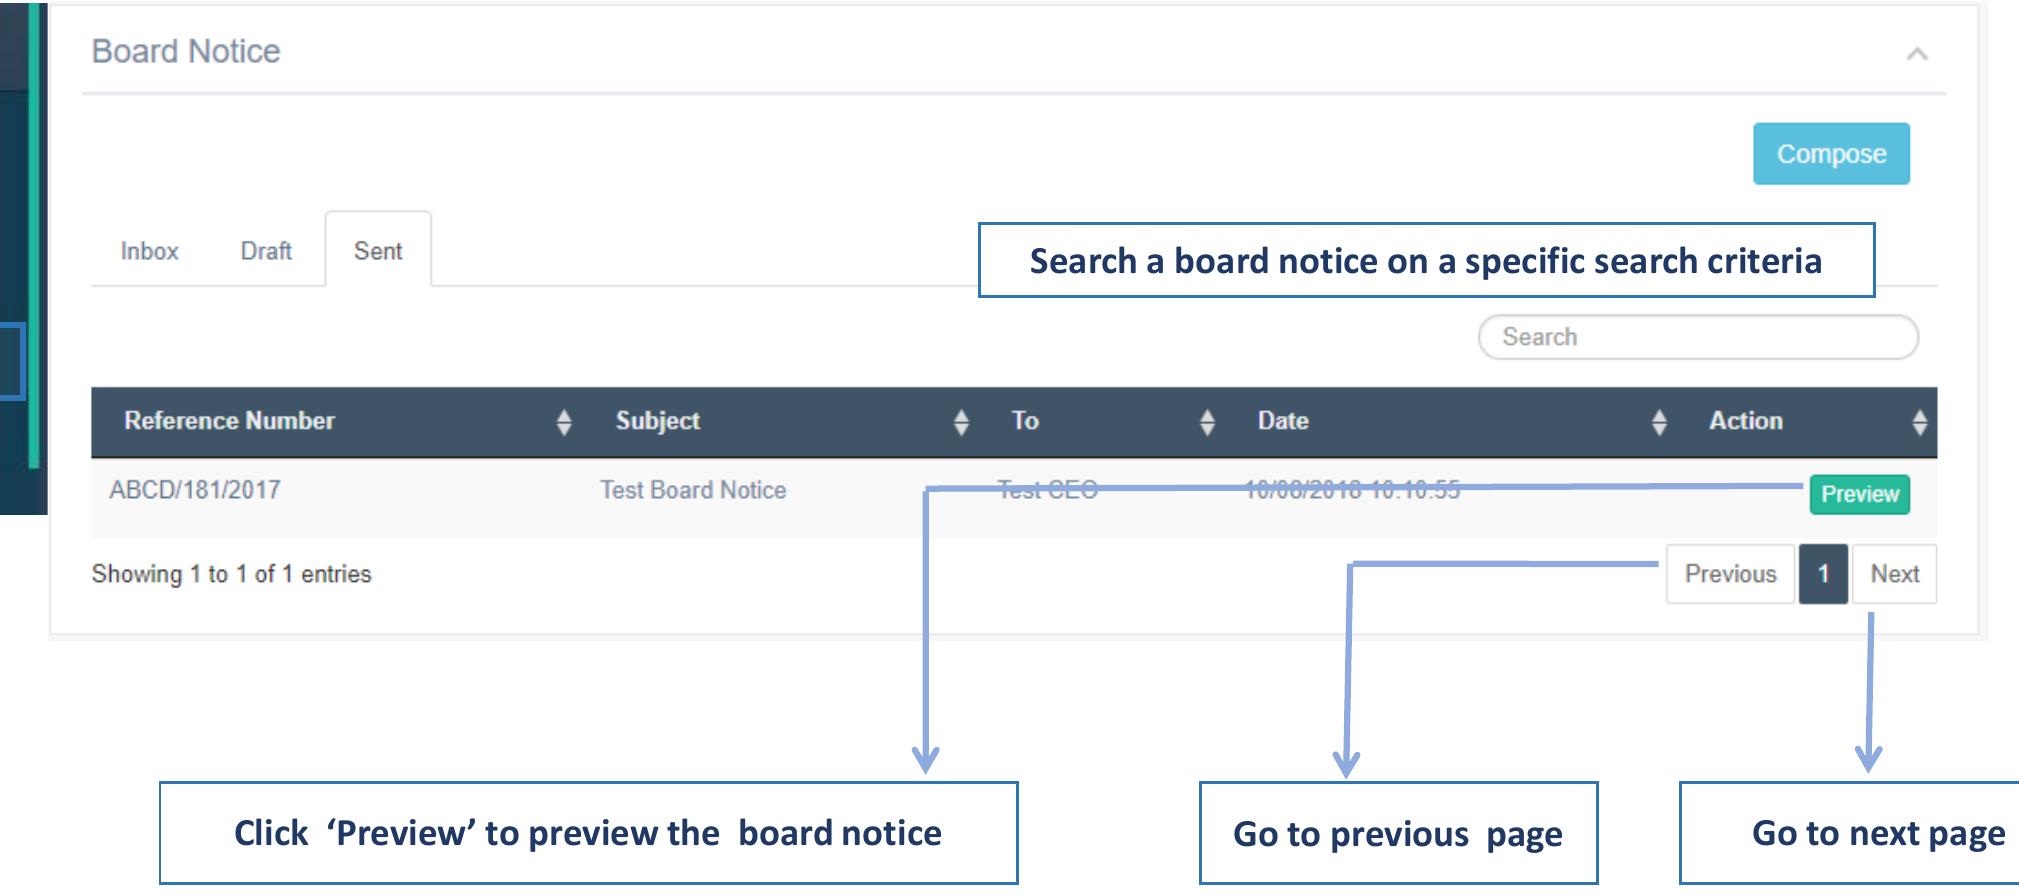 Board Notice
Compose
Inbox Draft Sent
Search a board notice on a specific search criteria
Search
Reference Number Subject To Date Action
ABCD/181/2017 Test Board Notice Test CEO 10/08/2018 10:10:55 Preview
Showing 1 to 1 of 1 entries Previous 1 Next
Click ‘Preview’ to preview the board notice Go to previous page Go to next page